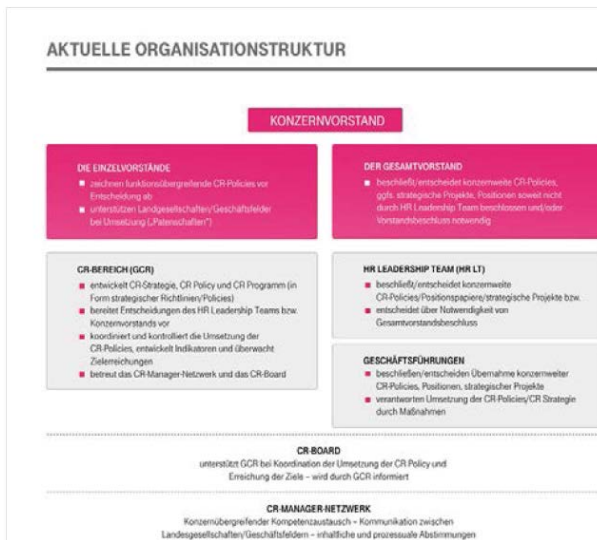 AKTUELLE ORGANISATIONSTRUKTUR
KONZERNVORSTAND
DIE EINZELVORSTÄNDE
zeichnen funktionsübergreifende CR-Policies vor
Entscheidung ab
unterstützen Landgesellschaften/Geschäftsfelder
bei Umsetzung („Patenschaften“)
DER GESAMTVORSTAND
beschließt/entscheidet konzernweite CR-Policies,
ggfs. strategische Projekte, Positionen soweit nicht
durch HR Leadership Team beschlossen und/oder
Vorstandsbeschluss notwendig
CR-BEREICH (GCR)
entwickelt CR-Strategie, CR Policy und CR Programm (in
Form strategischer Richtlinien/Policies)
bereitet Entscheidungen des HR Leadership Teams bzw.
Konzernvorstands vor
koordiniert und kontrolliert die Umsetzung der
CR-Policies, entwickelt Indikatoren und überwacht
Zielerreichungen
betreut das CR-Manager-Netzwerk und das CR-Board
HR LEADERSHIP TEAM (HR LT)
beschließt/entscheidet konzernweite
CR-Policies/Positionspapiere/strategische Projekte bzw.
entscheidet über Notwendigkeit von
Gesamtvorstandsbeschluss
GESCHÄFTSFÜHRUNGEN
beschließen/entscheiden Übernahme konzernweiter
CR-Policies, Positionen, strategischer Projekte
verantworten Umsetzung der CR-Policies/CR Strategie
durch Maßnahmen
CR-BOARD
unterstützt GCR bei Koordination der Umsetzung der CR Policy und
Erreichung der Ziele – wird durch GCR informiert
CR-MANAGER-NETZWERK
Konzernübergreifender Kompetenzaustausch – Kommunikation zwischen
Landesgesellschaften/Geschäftsfeldern – inhaltliche und prozessuale Abstimmungen